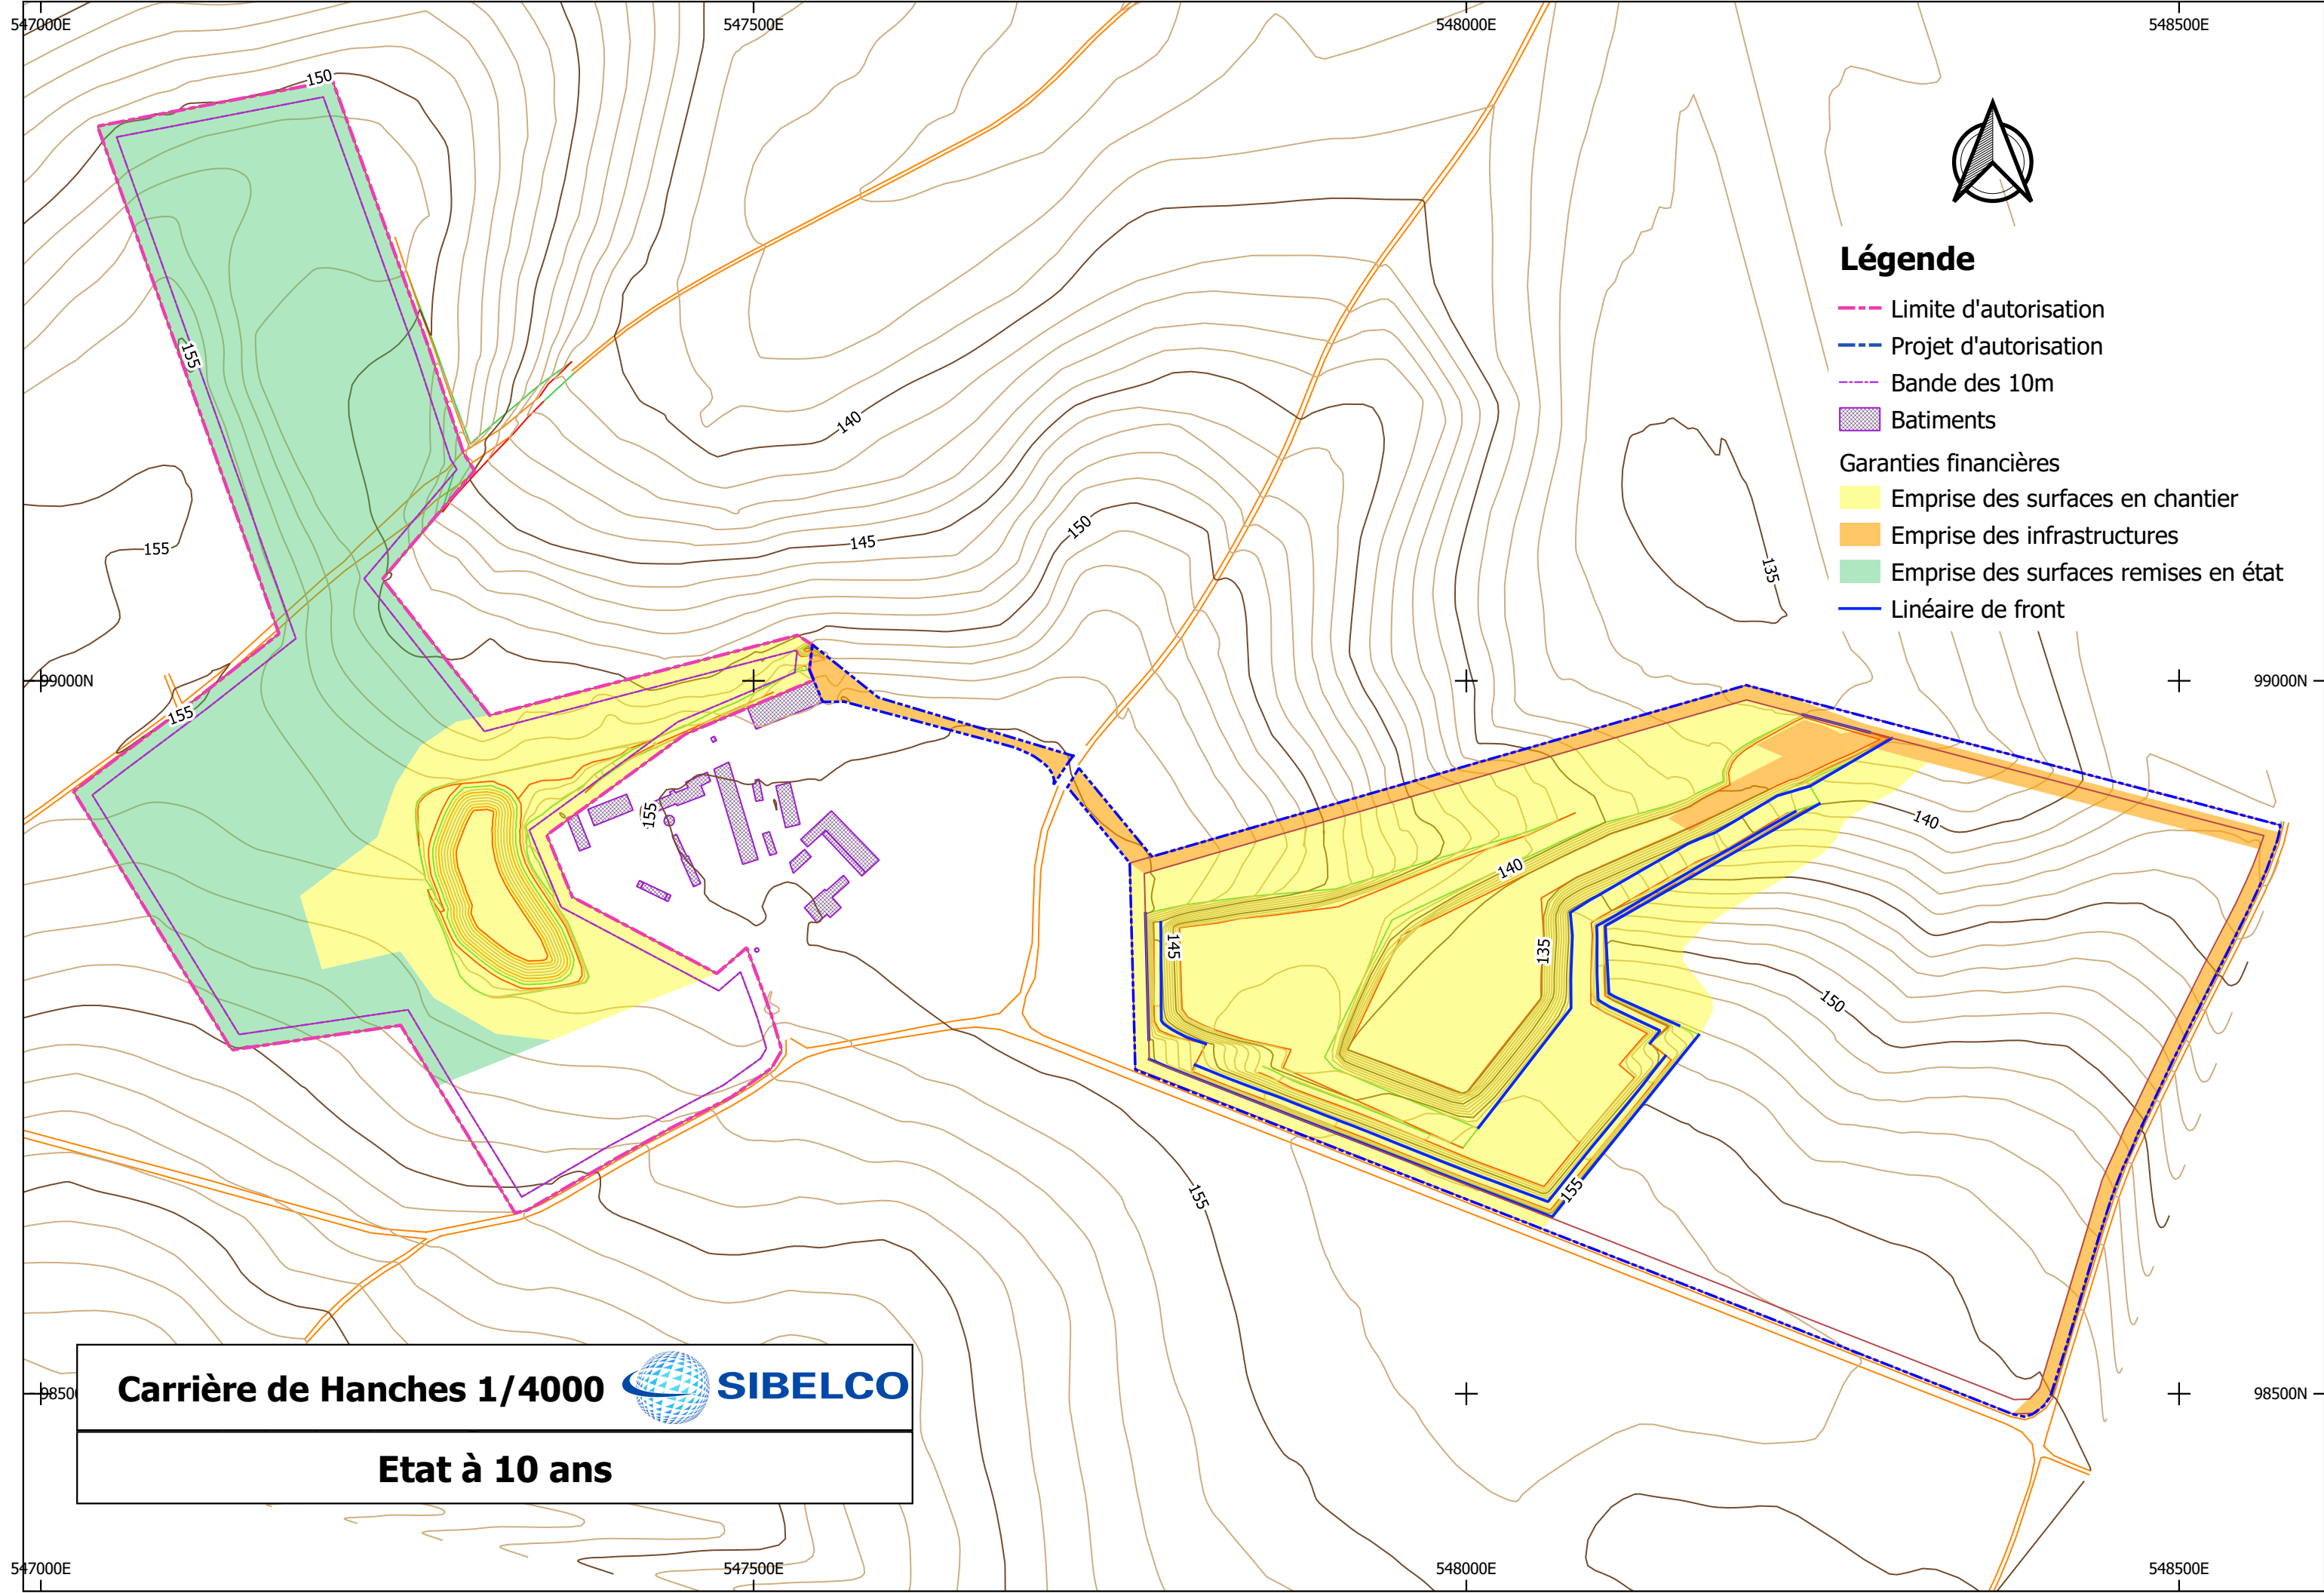 547000E
547500E
548000E
548500E
150
Légende
Limite d'autorisation
Projet d'autorisation
Bande des 10m
Batiments
Garanties financières
Emprise des surfaces en chantier
Emprise des infrastructures
Emprise des surfaces remises en état
Linéaire de front
155
140
150
145
155
135
99000N
99000N
155
155
140
140
145
135
150
155
155
98500
98500N
Carrière de Hanches 1/4000
SIBELCO
Etat à 10 ans
547000E
547500E
548000E
548500E